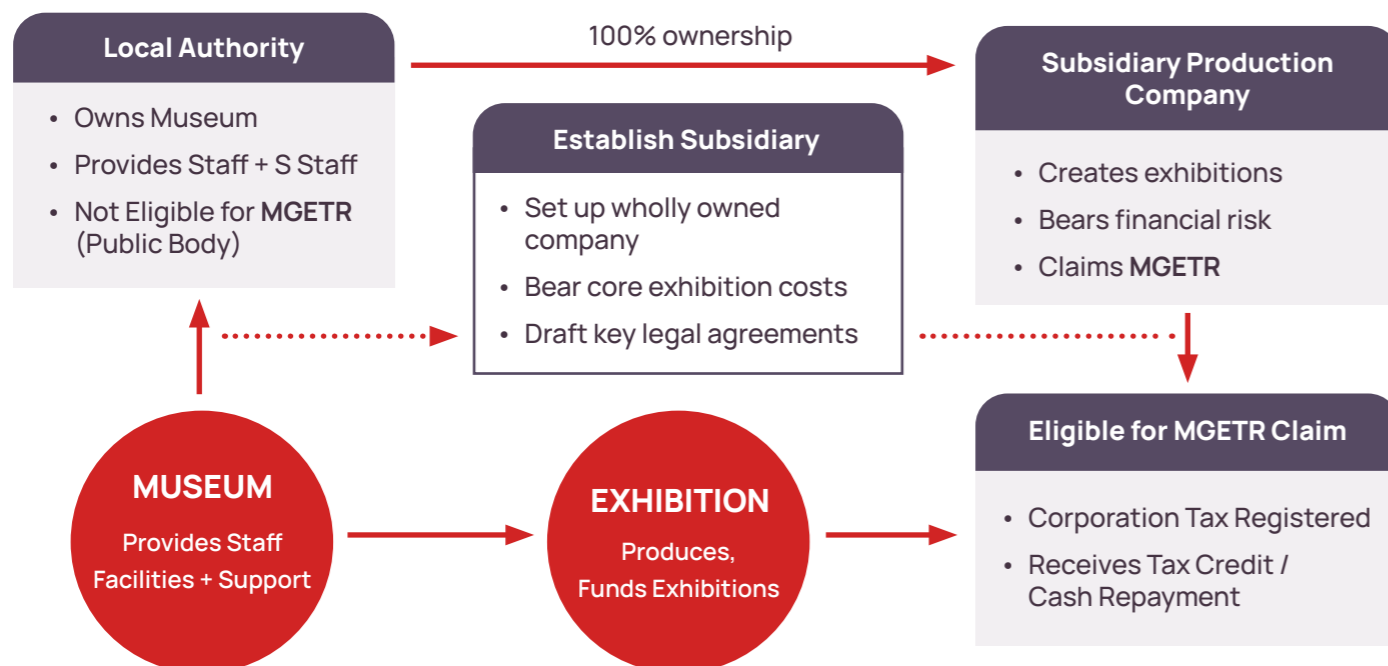 Local Authority
• Owns Museum
• Provides Staff + S Staff
• Not Eligible for MGETR
(Public Body)
100% ownership
Establish Subsidiary
• Set up wholly owned
company
• Bear core exhibition costs
• Draft key legal agreements
Subsidiary Production
Company
• Creates exhibitions
• Bears financial risk
• Claims MGETR
MUSEUM
Provides Staff
Facilities + Support
EXHIBITION
Produces,
Funds Exhibitions
Eligible for MGETR Claim
• Corporation Tax Registered
• Receives Tax Credit /
Cash Repayment